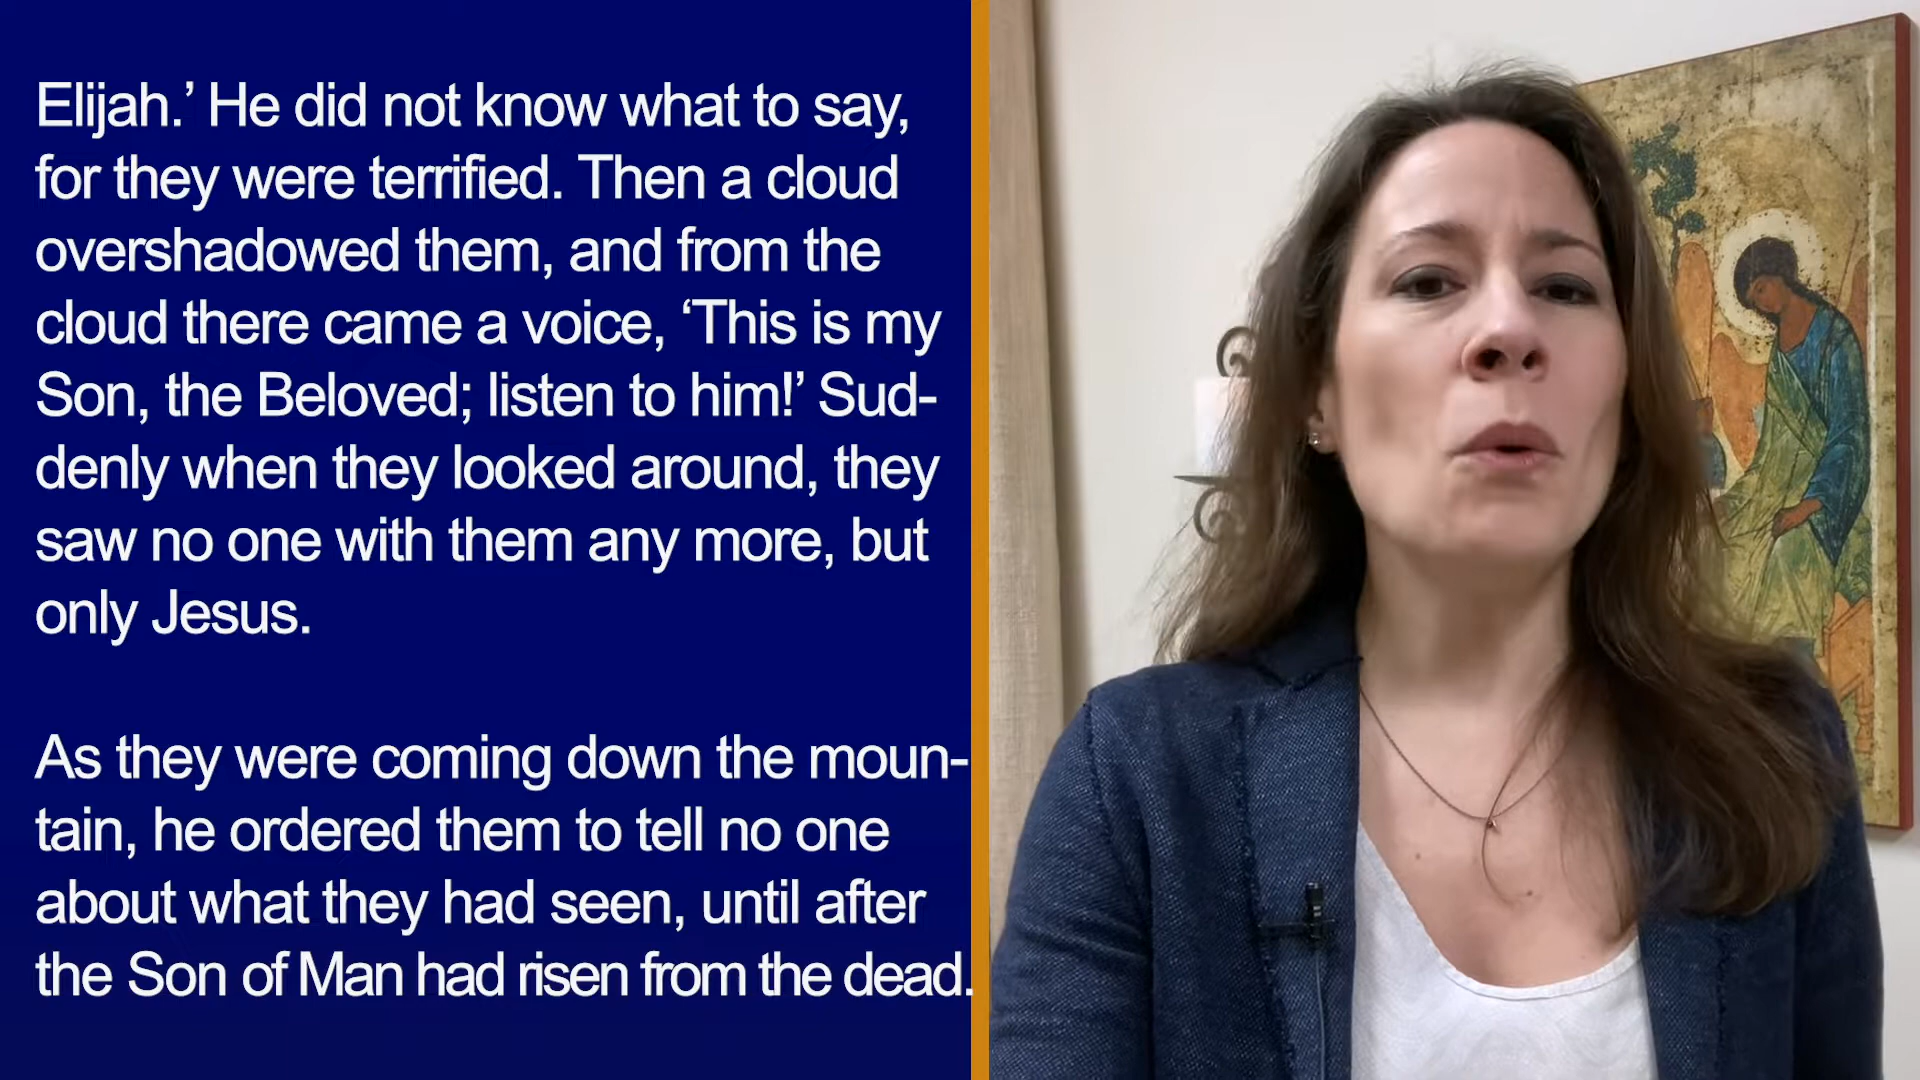 Elijah.’ He did not know what to say,
for they were terrified. Then a cloud
overshadowed them, and from the
cloud there came a voice, ‘This is my
Son, the Beloved; listen to him!’ Sud-
denly when they looked around, they
saw no one with them any more, but
only Jesus.
As they were coming down the moun-
tain, he ordered them to tell no one
about what they had seen, until after
the Son of Man had risen from the dead.